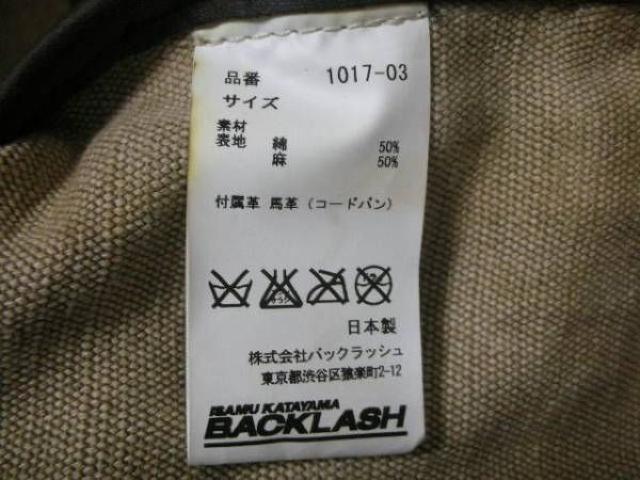 品番 1017-03
サイズ
素材
表地 綿 50%
麻 50%
付属革 馬革（コードバン）
日本製
株式会社バックラッシュ
東京都渋谷区猿楽町2-12
ISAMU KATAYAMA
BACKLASH